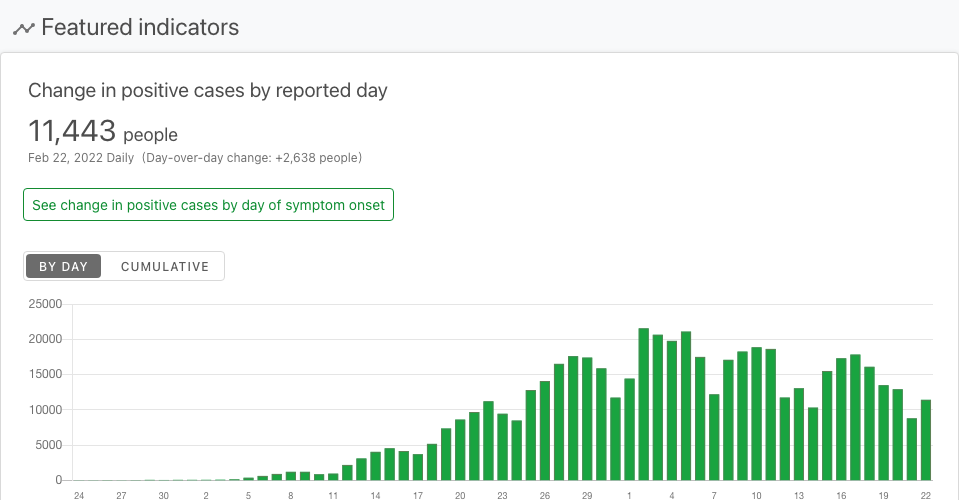 Featured indicators
Change in positive cases by reported day
11,443 people
Feb 22, 2022 Daily (Day-over-day change: +2,638 people)
See change in positive cases by day of symptom onset
BY DAY CUMULATIVE
25000
20000
15000
10000
5000
0
24 27 30 2 5 8 11 14 17 20 23 26 29 1 4 7 10 13 16 19 22